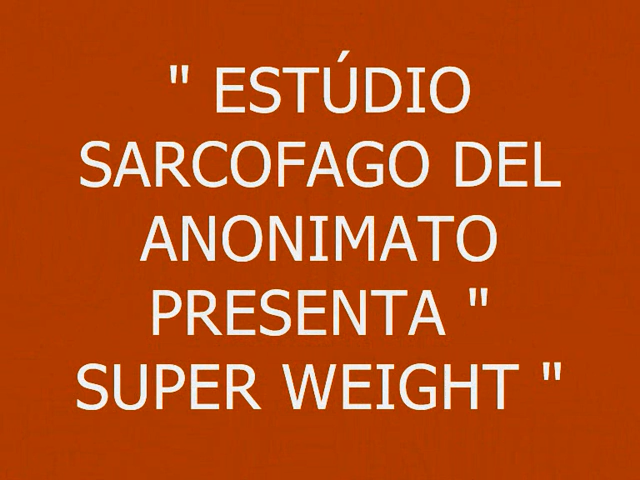 " ESTÚDIO
SARCOFAGO DEL
ANONIMATO
PRESENTA "
SUPER WEIGHT "